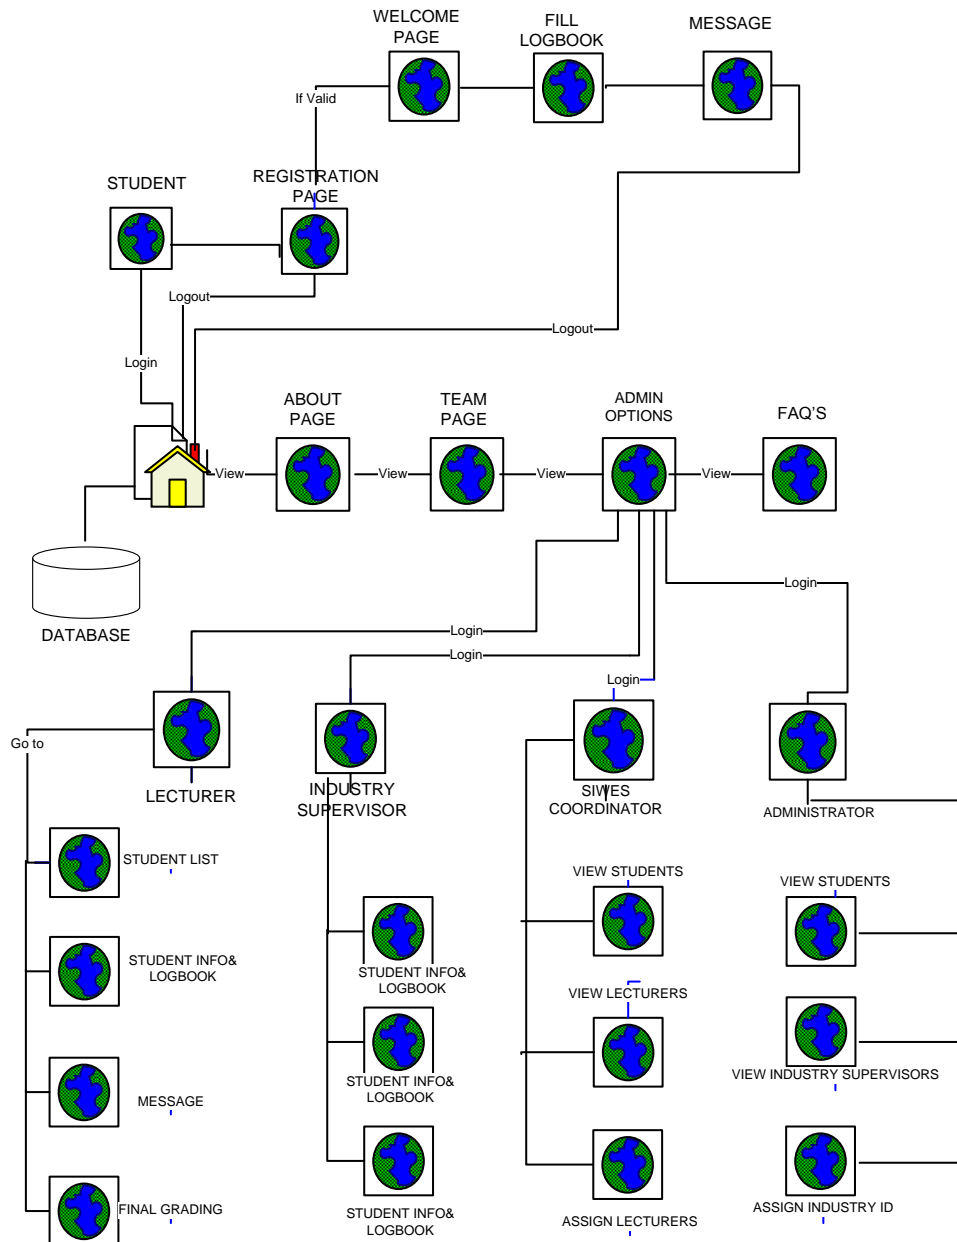 WELCOME
PAGE
FILL
LOGBOOK
MESSAGE
If Valid
STUDENT
REGISTRATION
PAGE
Logout
Logout
Login
ABOUT
PAGE
TEAM
PAGE
ADMIN
OPTIONS
FAQ'S
View
View
View
View
DATABASE
Login
Login
Login
Login
Go to
LECTURER
INDUSTRY
SUPERVISOR
SIWES
COORDINATOR
ADMINISTRATOR
STUDENT LIST
STUDENT INFO&
LOGBOOK
MESSAGE
FINAL GRADING
STUDENT INFO&
LOGBOOK
STUDENT INFO&
LOGBOOK
STUDENT INFO&
LOGBOOK
VIEW STUDENTS
VIEW LECTURERS
ASSIGN LECTURERS
VIEW STUDENTS
VIEW INDUSTRY SUPERVISORS
ASSIGN INDUSTRY ID